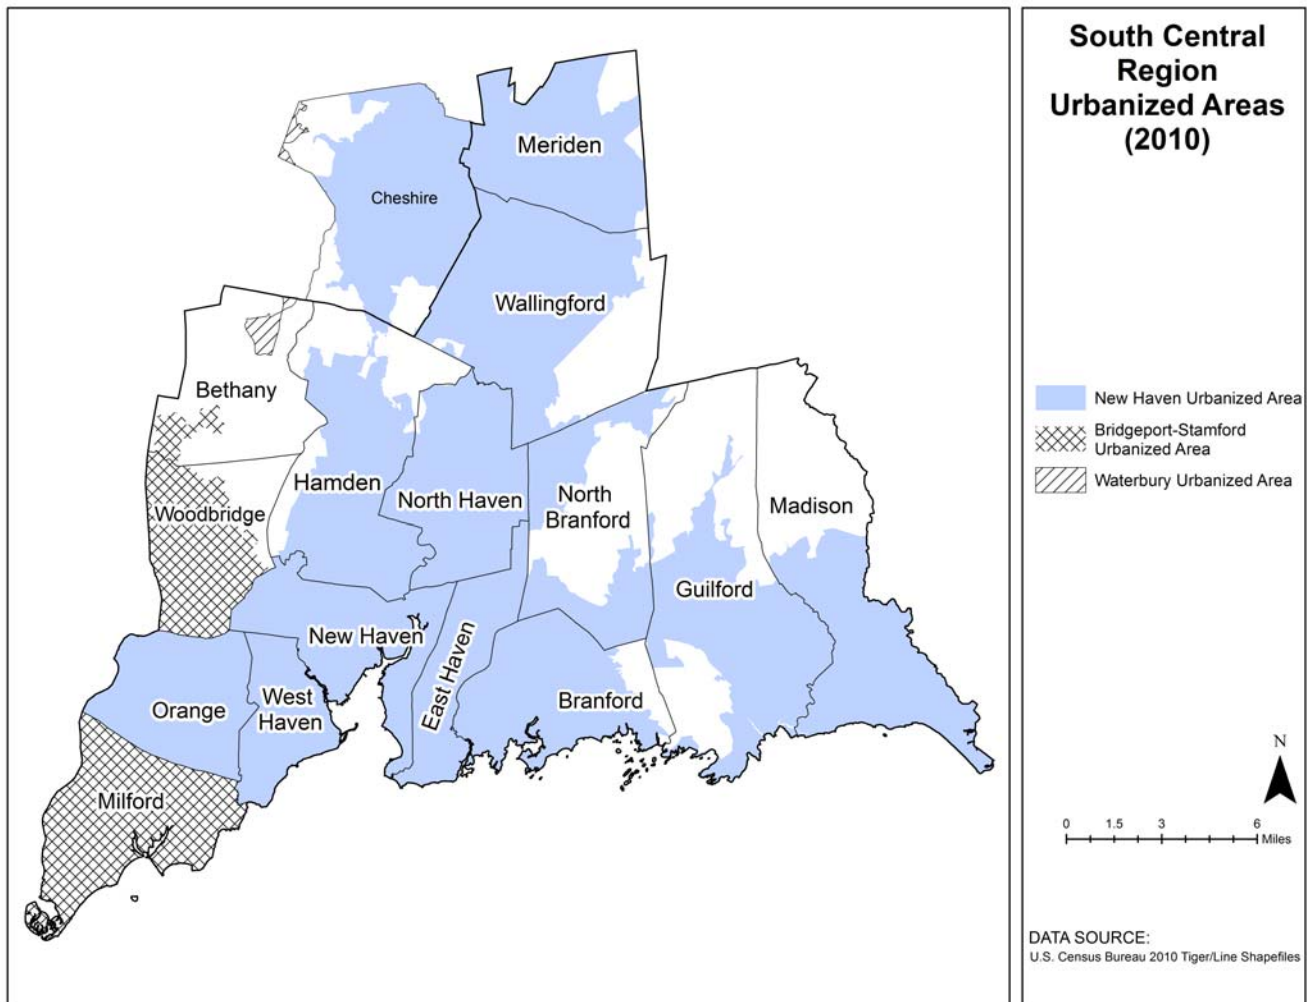 South Central
Region
Urbanized Areas
(2010)
Meriden
Cheshire
Wallingford
Bethany
Hamden
North Haven
North
Branford
Madison
Woodbridge
Guilford
New Haven
East Haven
West
Haven
Orange
Branford
Milford
New Haven Urbanized Area
Bridgeport-Stamford
Urbanized Area
Waterbury Urbanized Area
N
0 1.5 3 6
Miles
DATA SOURCE:
U.S. Census Bureau 2010 Tiger/Line Shapefiles